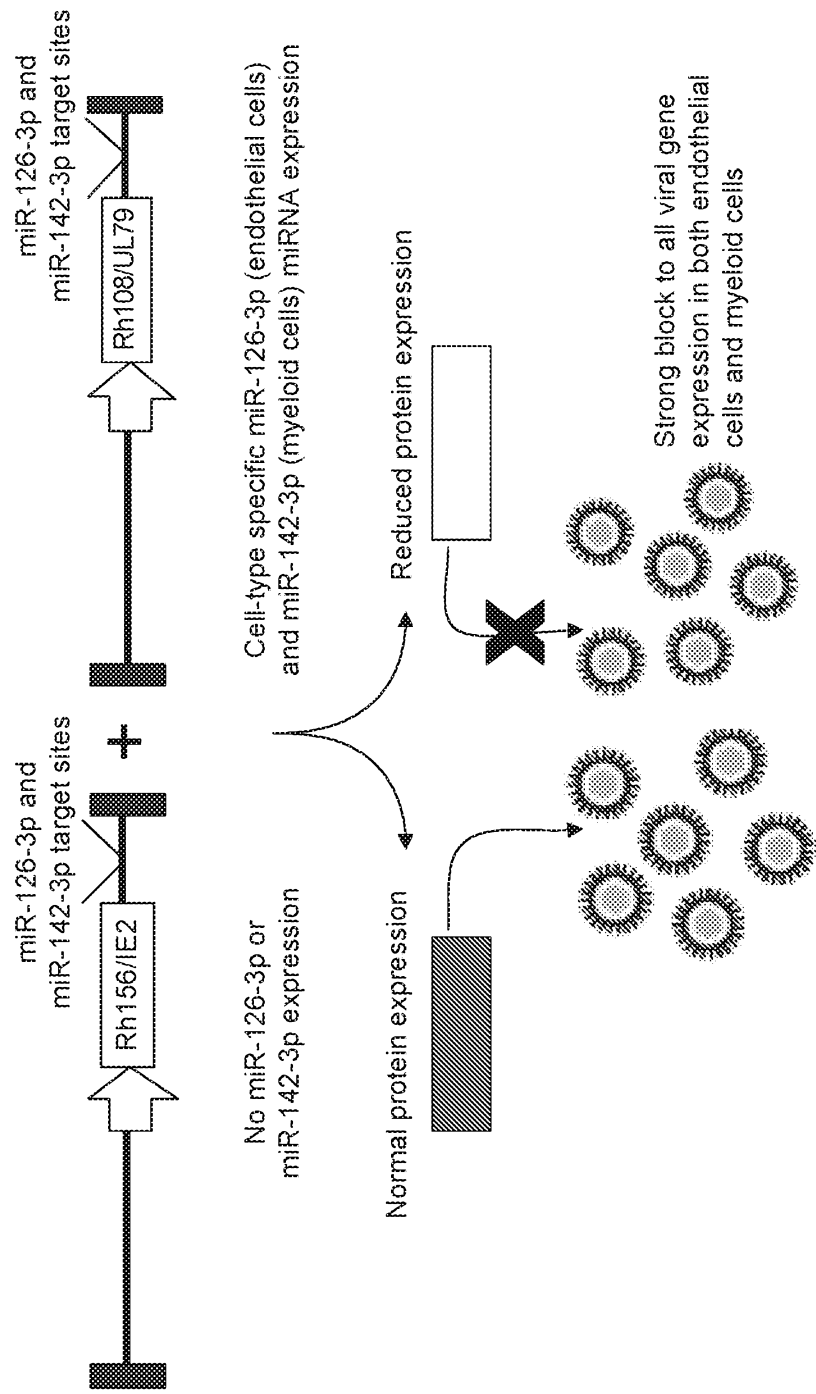 miR-126-3p and
miR-142-3p target sites
Rh156/IE2
+
miR-126-3p and
miR-142-3p target sites
Rh108/UL79
No miR-126-3p or
miR-142-3p expression
Cell-type specific miR-126-3p (endothelial cells)
and miR-142-3p (myeloid cells) miRNA expression
Normal protein expression
Reduced protein expression
Strong block to all viral gene
expression in both endothelial
cells and myeloid cells